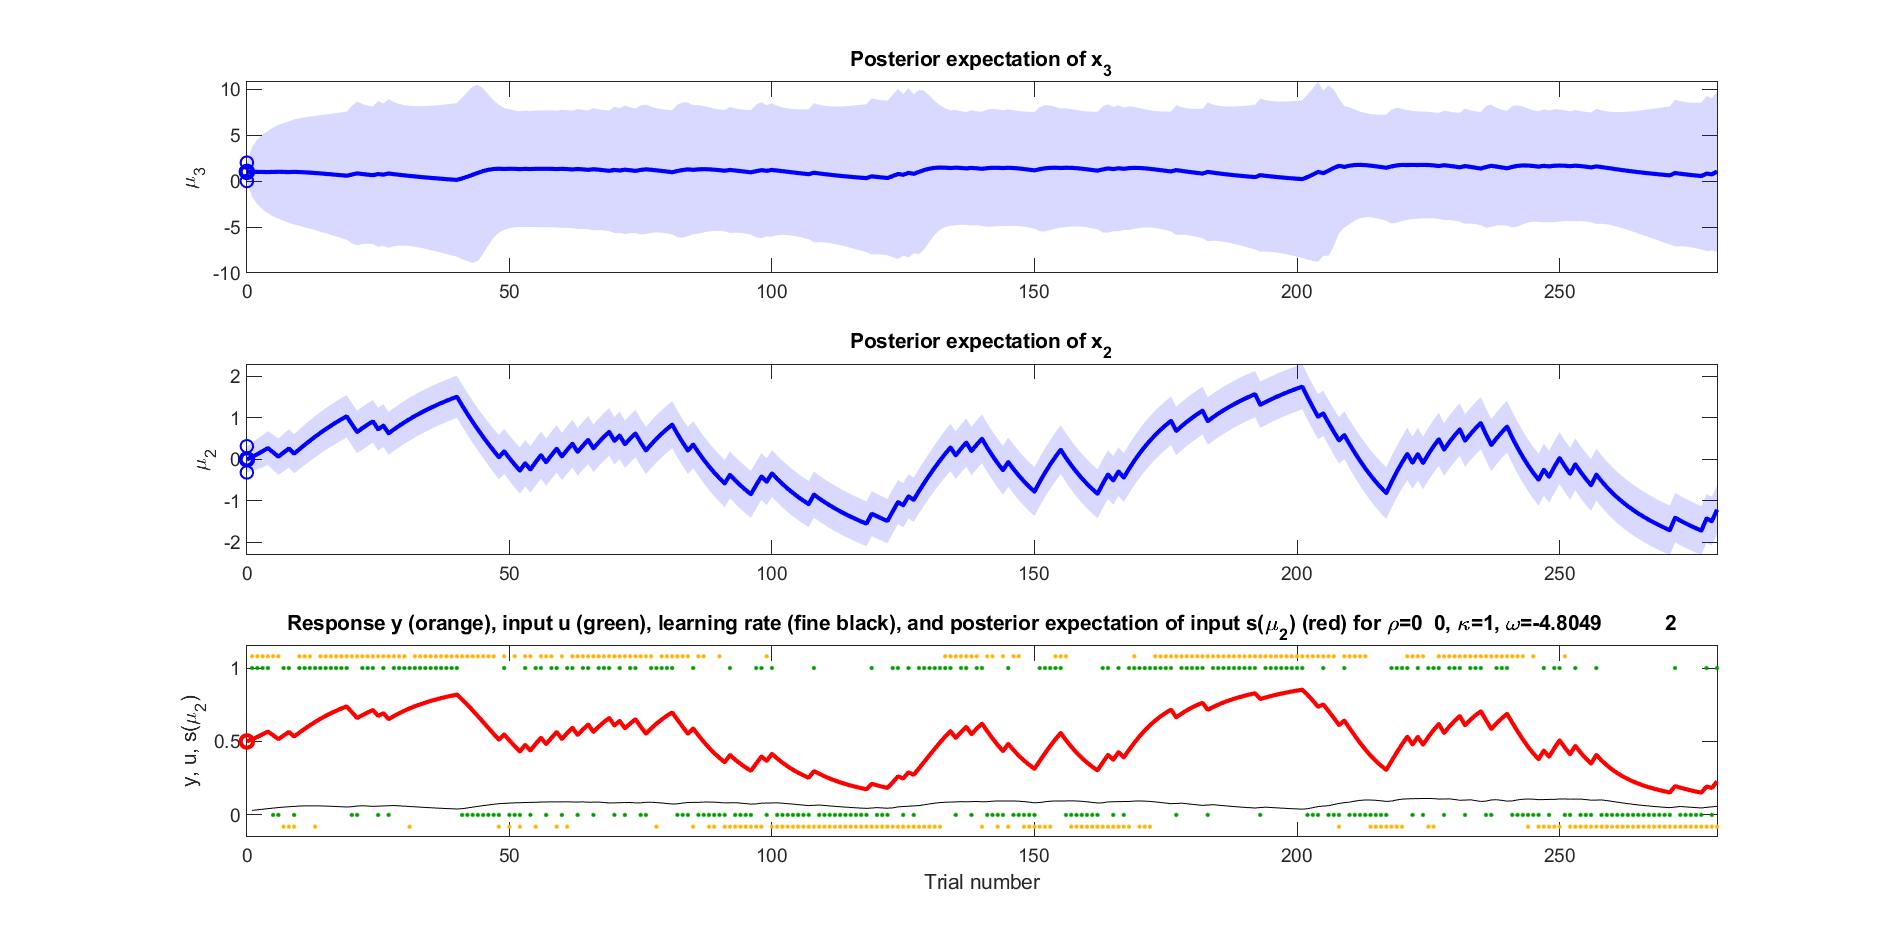 Posterior expectation of x3
10
5
0
-5
-10
μ3
0 50 100 150 200 250
Posterior expectation of x2
2
1
0
-1
-2
μ2
0 50 100 150 200 250
Response y (orange), input u (green), learning rate (fine black), and posterior expectation of input s(μ2) (red) for ρ=0 0, κ=1, ω=-4.8049 2
1
0.5
0
y, u, s(μ2)
0 50 100 150 200 250
Trial number